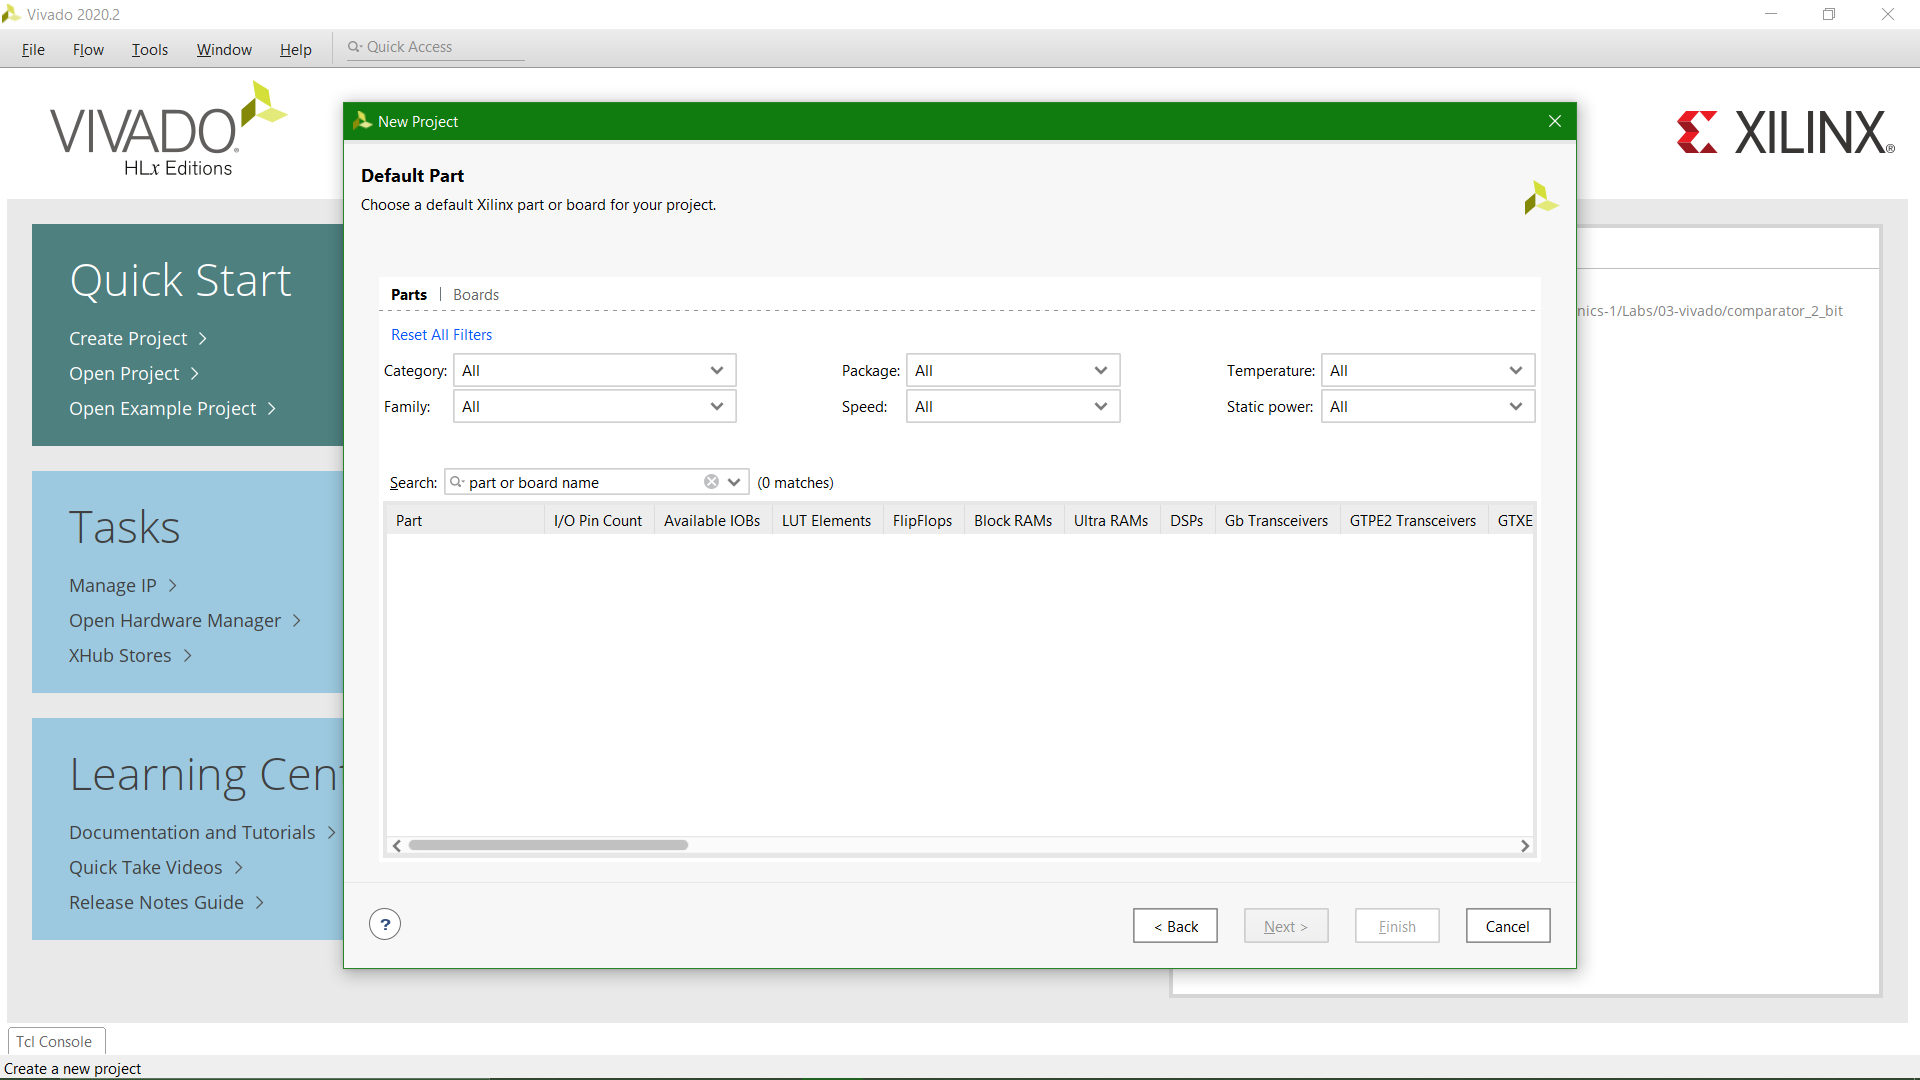 Vivado 2020.2
File Flow Tools Window Help Quick Access
VIVADO®
HLx Editions
XILINX®
New Project
Default Part
Choose a default Xilinx part or board for your project.
Parts | Boards
Reset All Filters
Category: All Package: All Temperature: All
Family: All Speed: All Static power: All
Search: part or board name (0 matches)
Part I/O Pin Count Available IOBs LUT Elements FlipFlops Block RAMs Ultra RAMs DSPs Gb Transceivers GTPE2 Transceivers GTXE
? < Back Next > Finish Cancel
Quick Start
Create Project >
Open Project >
Open Example Project >
Tasks
Manage IP >
Open Hardware Manager >
XHub Stores >
Learning Cent
Documentation and Tutorials >
Quick Take Videos >
Release Notes Guide >
nics-1/Labs/03-vivado/comparator_2_bit
Tcl Console
Create a new project